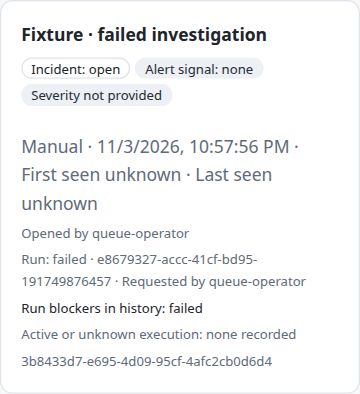 Fixture · failed investigation
Incident: open Alert signal: none
Severity not provided
Manual · 11/3/2026, 10:57:56 PM ·
First seen unknown · Last seen
unknown
Opened by queue-operator
Run: failed · e8679327-accc-41cf-bd95-
191749876457 · Requested by queue-operator
Run blockers in history: failed
Active or unknown execution: none recorded
3b8433d7-e695-4d09-95cf-4afc2cb0d6d4